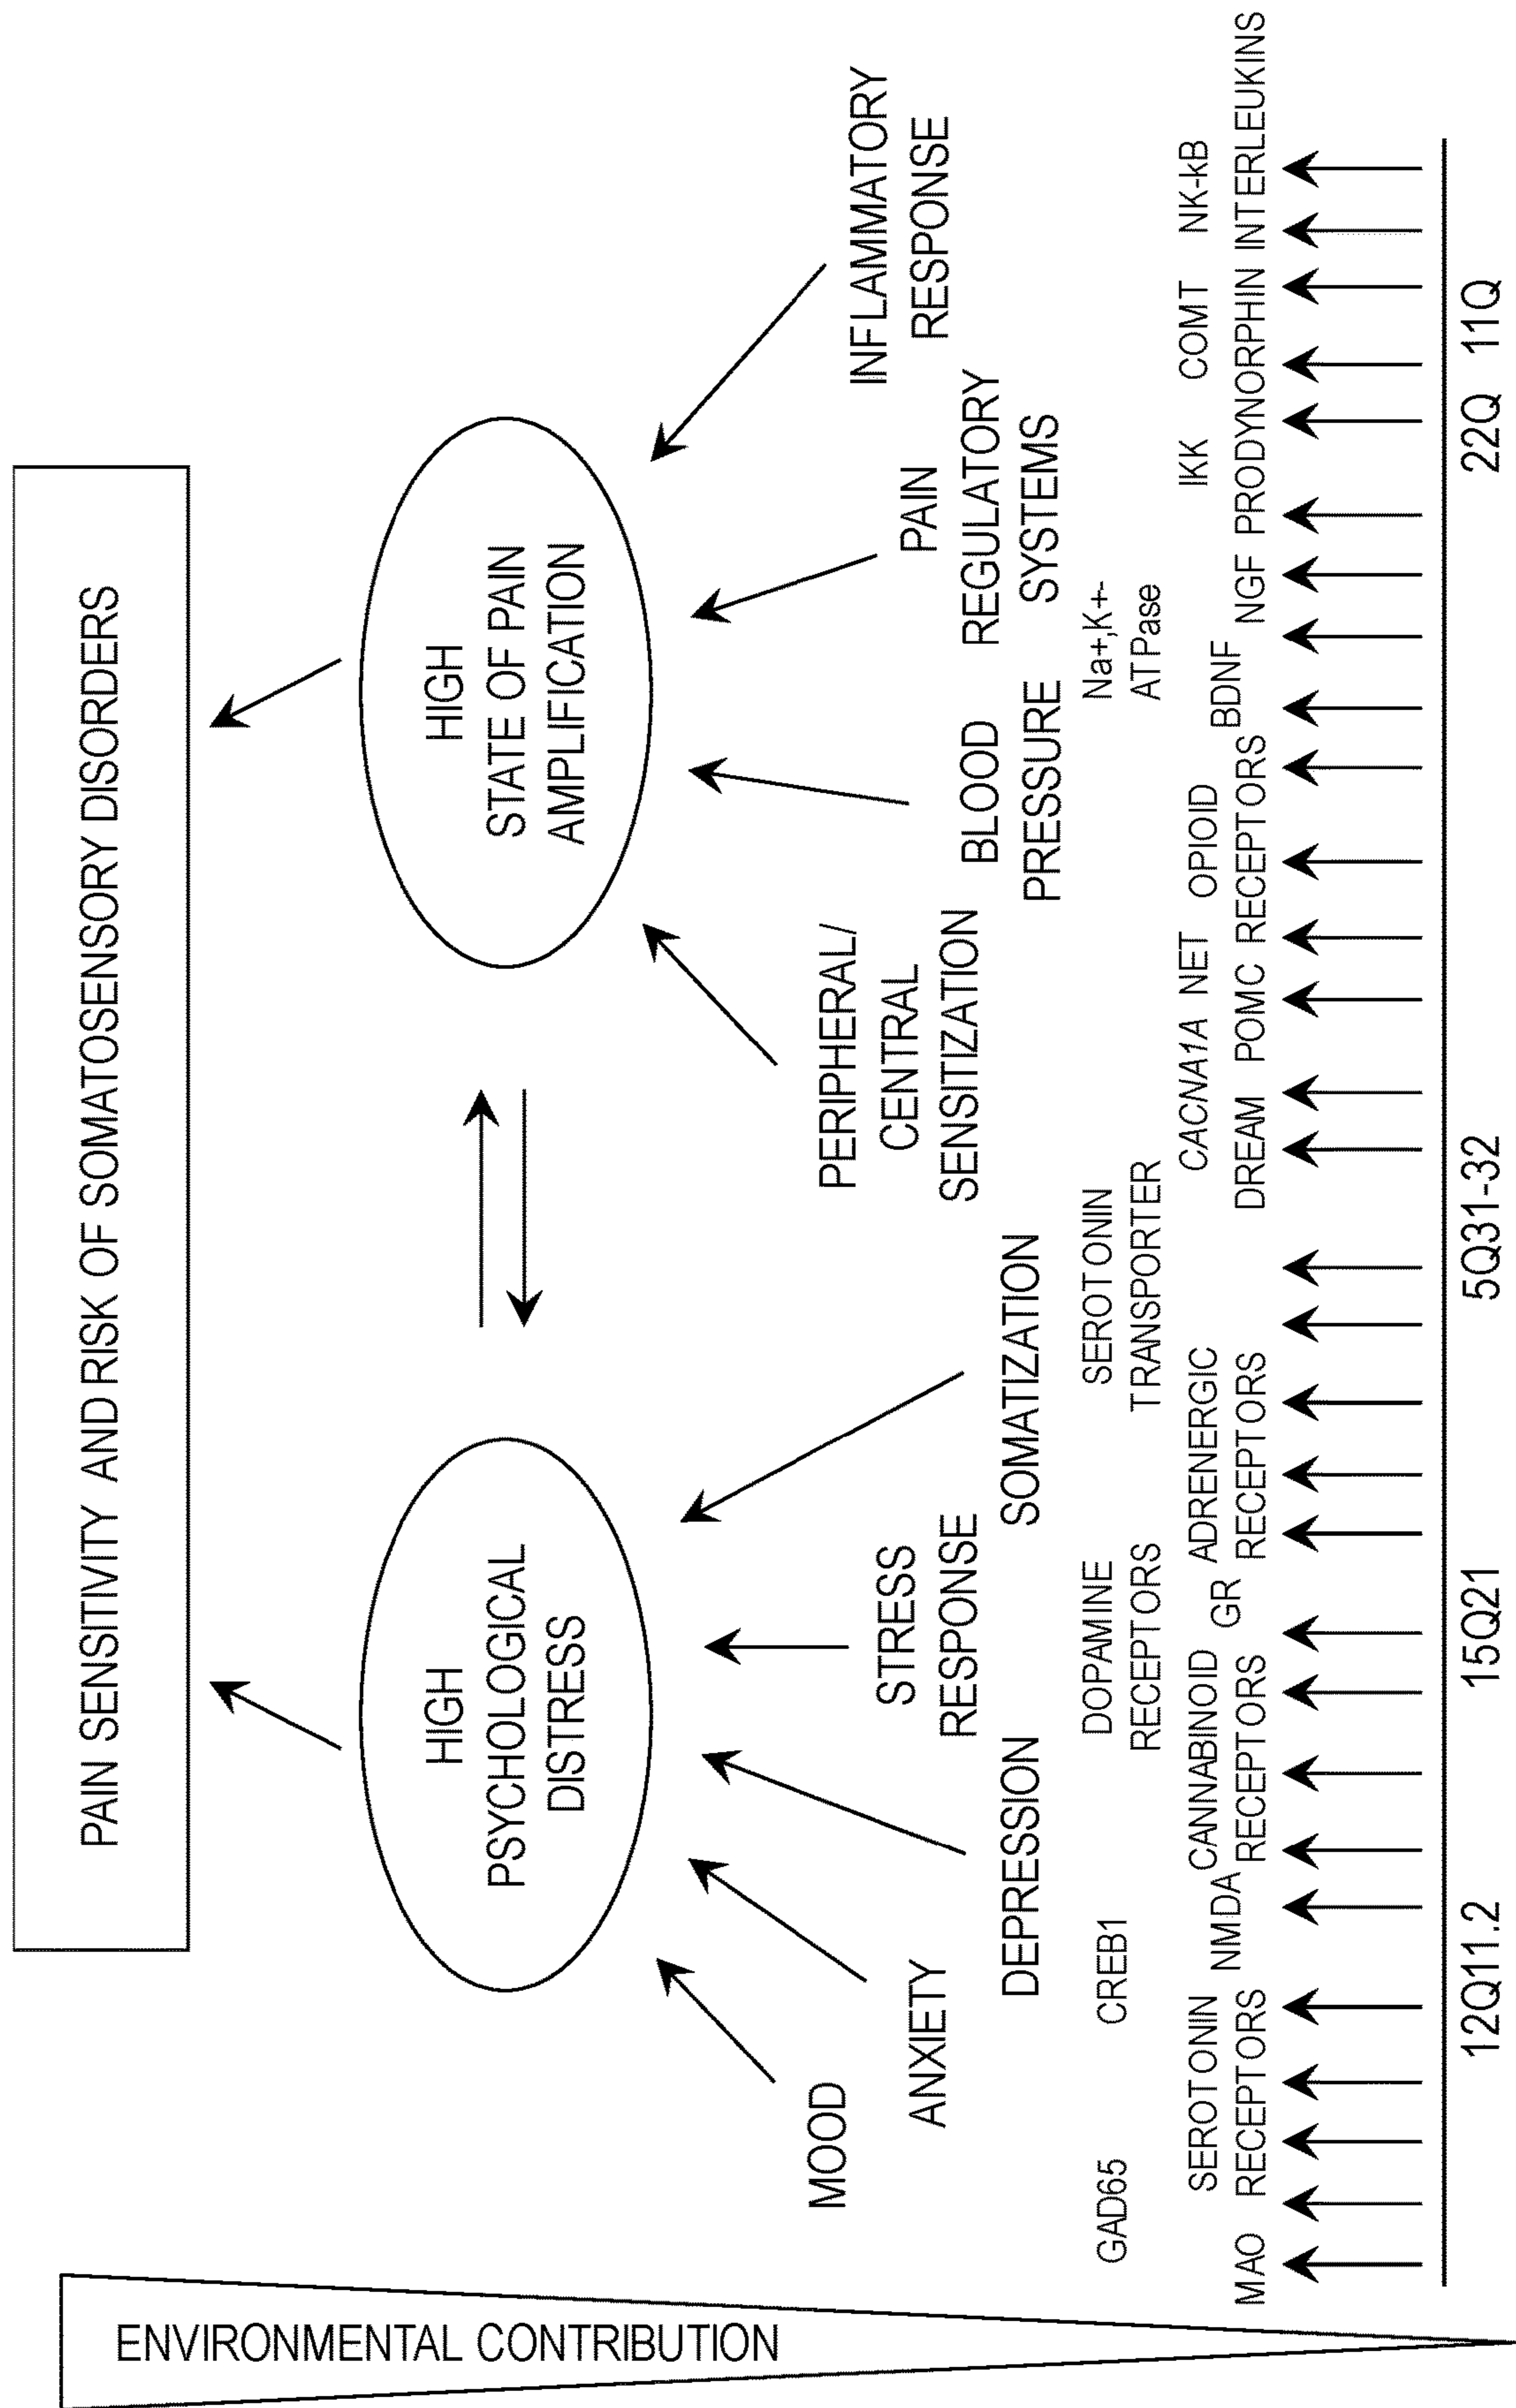 ENVIRONMENTAL CONTRIBUTION
PAIN SENSITIVITY AND RISK OF SOMATOSENSORY DISORDERS
HIGH
PSYCHOLOGICAL
DISTRESS
HIGH
STATE OF PAIN
AMPLIFICATION
MOOD
ANXIETY
DEPRESSION
STRESS
RESPONSE
SOMATIZATION
PERIPHERAL/
CENTRAL
SENSITIZATION
BLOOD
PRESSURE
PAIN
REGULATORY
SYSTEMS
INFLAMMATORY
RESPONSE
GAD65
CREB1
DOPAMINE
RECEPTORS
SEROTONIN
TRANSPORTER
Na+,K+-
ATPase
MAO
SEROTONIN
RECEPTORS
NMDA
CANNABINOID
RECEPTORS
GR
ADRENERGIC
RECEPTORS
CACNA1A
DREAM
NET
POMC
OPIOID
RECEPTORS
BDNF
NGF
IKK
COMT
NK-kB
PRODYNORPHIN
INTERLEUKINS
12Q11.2
15Q21
5Q31-32
22Q
11Q